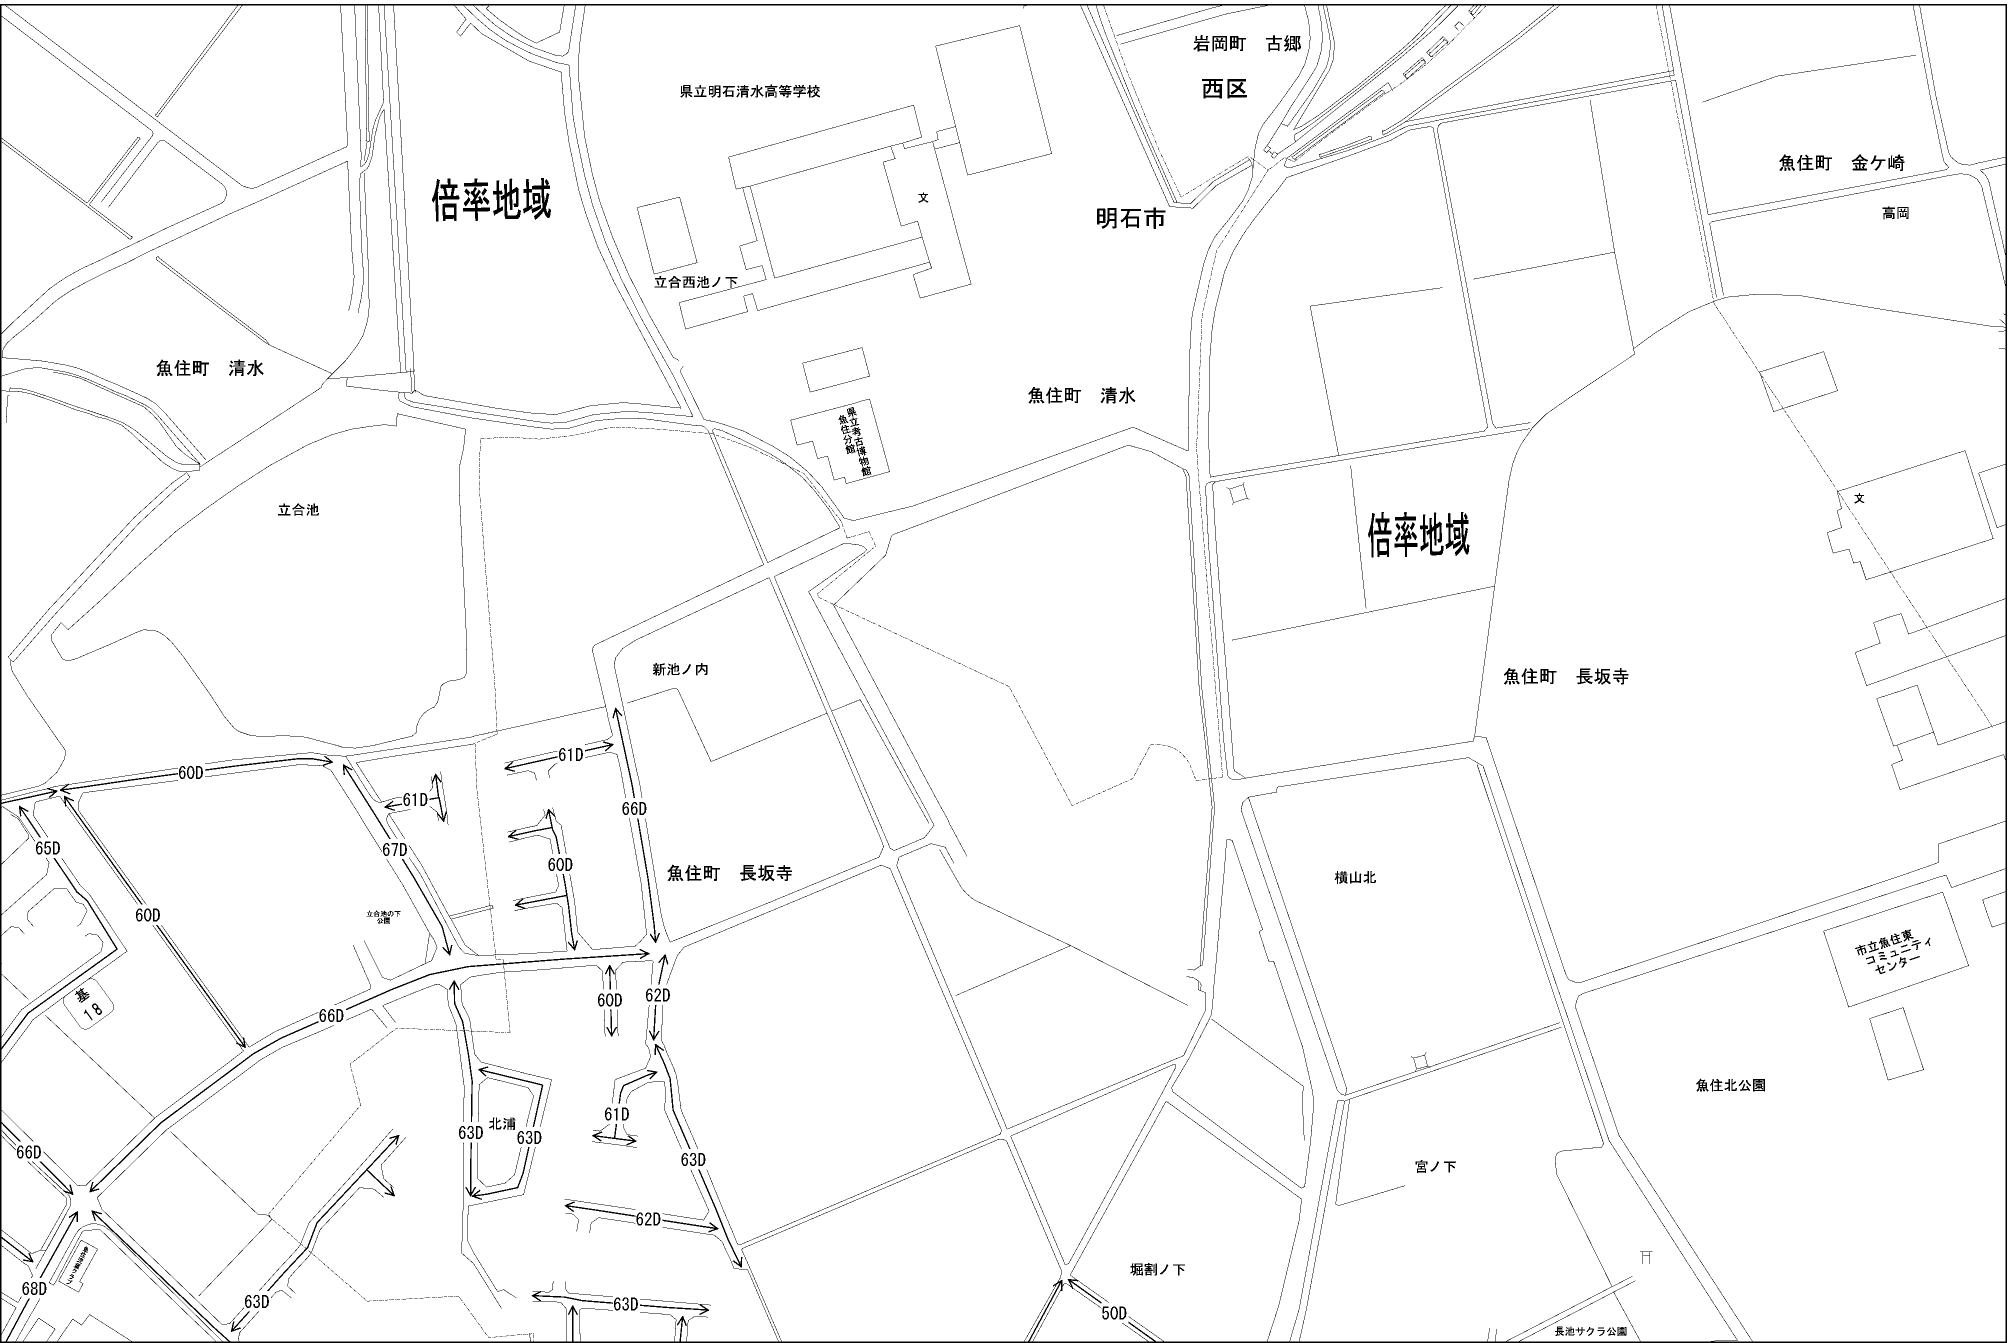 岩岡町　古郷
西区
県立明石清水高等学校
魚住町　金ケ崎
倍率地域
文
高岡
明石市
立合西池ノ下
魚住町　清水
魚住町　清水
県立考古博物館
魚住分館
文
立合池
倍率地域
新池ノ内
魚住町　長坂寺
61D
60D
61D
66D
65D
67D
60D
魚住町　長坂寺
横山北
60D
立合池の下
公園
市立魚住東
コミュニティ
センター
基
18
60D
62D
66D
魚住北公園
61D
北浦
63D
63D
66D
63D
宮ノ下
62D
堀割ノ下
68D
63D
63D
50D
長池サクラ公園